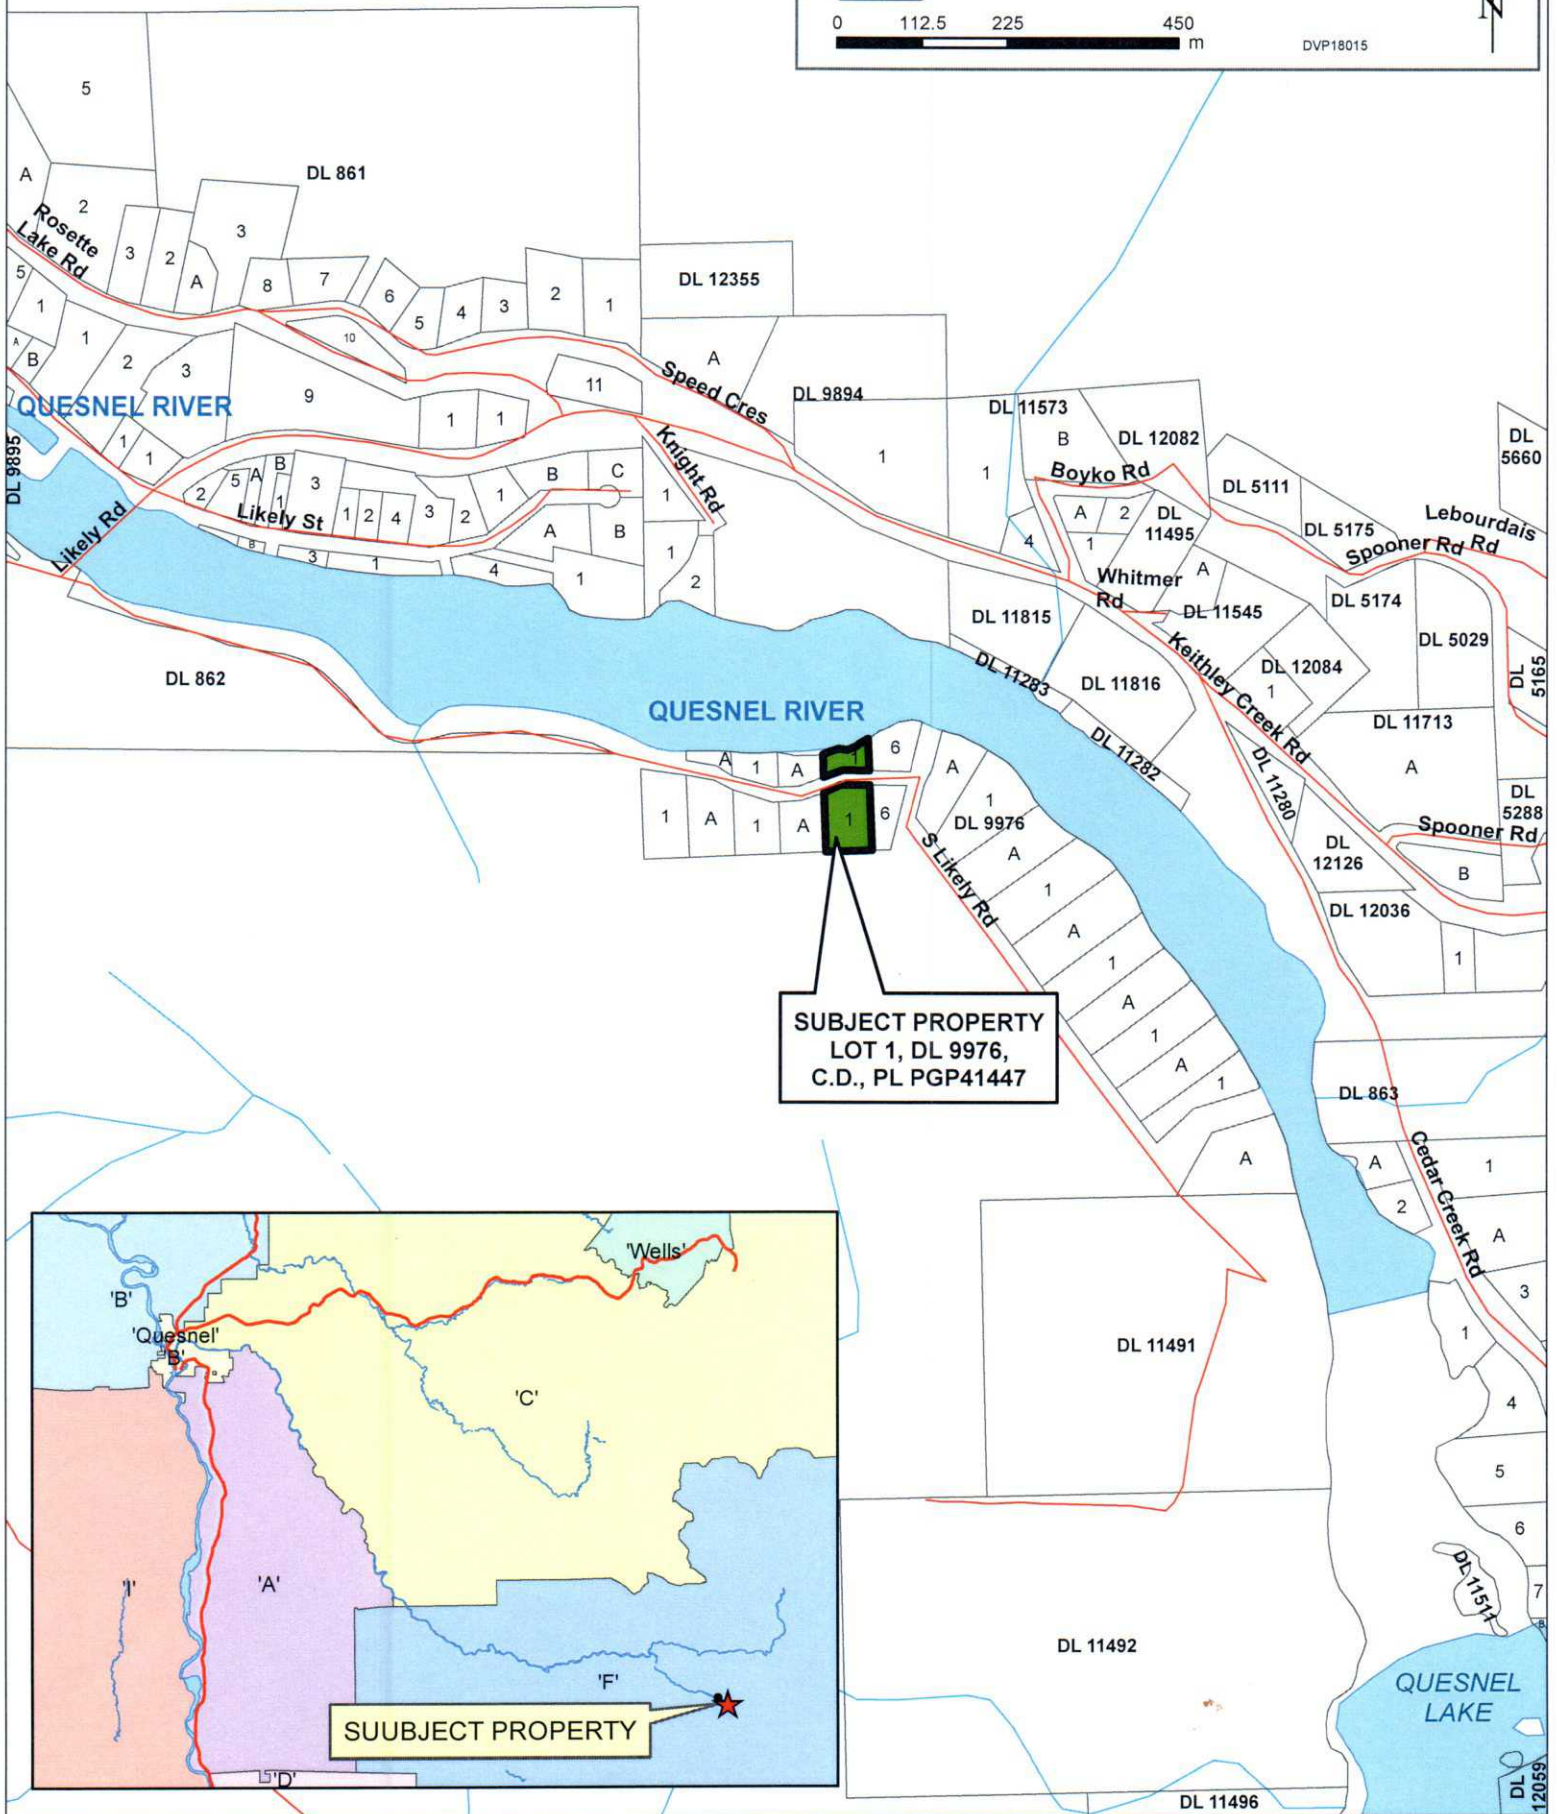 0 112.5 225 450
m
N
DVP18015
5
DL 861
A
2
Rosette
Lake Rd
3
2
A
3
8
7
6
5
4
3
2
1
DL 12355
5
1
A
B
1
2
3
10
9
11
1
1
A
Speed Cres
DL 9894
1
QUESNEL RIVER
1
1
DL 9895
DL 11573
B
DL 12082
1
Boyko Rd
DL
5660
DL 5111
DL 5175
Lebourdais
Rd
Spooner Rd
2
5
A
B
1
3
1
2
4
3
2
1
B
C
Knight Rd
1
Likely St
A
B
Likely Rd
8
3
1
4
1
1
2
A
2
1
DL
11495
4
Whitmer
Rd
A
DL 11545
DL 5174
DL 5029
DL
5165
DL 11815
DL 11283
DL 11816
Keithley Creek Rd
DL 12084
1
DL 862
QUESNEL RIVER
DL 11282
DL 11713
A
DL 11280
DL
5288
Spooner Rd
A
1
A
1
6
A
1
DL 9976
1
A
1
A
1
6
S Likely Rd
A
1
A
1
A
1
A
1
DL
12126
B
DL 12036
1
SUBJECT PROPERTY
LOT 1, DL 9976,
C.D., PL PGP41447
DL 863
A
A
2
1
Cedar Creek Rd
A
3
1
4
5
6
7
8
DL 11491
DL 11511
DL 11492
QUESNEL
LAKE
DL
12059
DL 11496
'Wells'
'B'
'Quesnel'
'B'
'C'
'I'
'A'
'F'
SUUBJECT PROPERTY
'D'